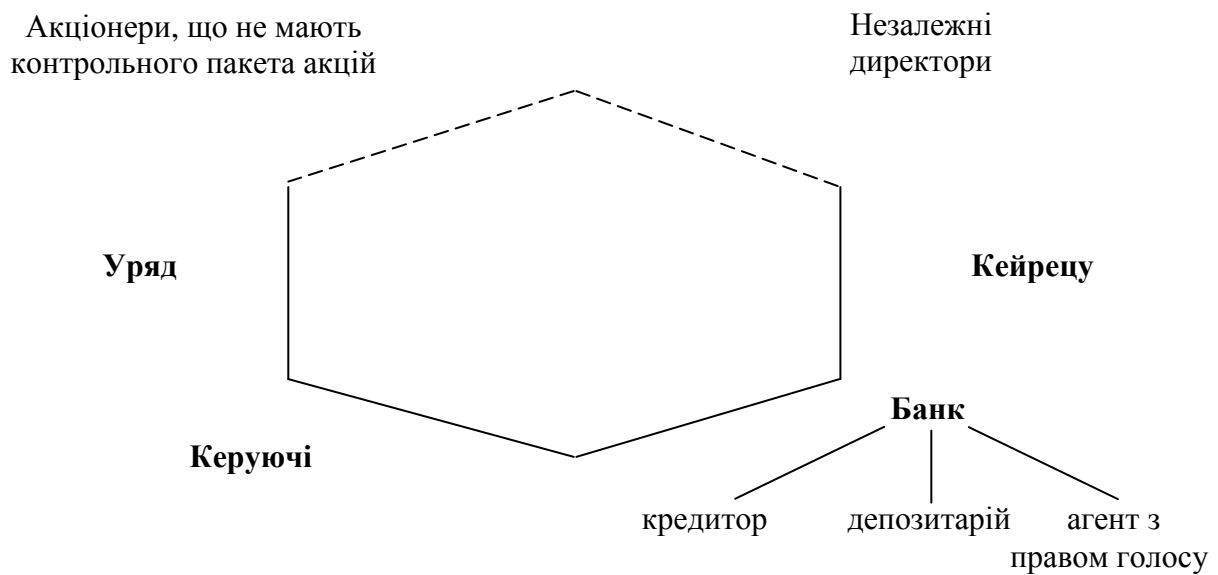 Акціонери, що не мають
контрольного пакета акцій
Незалежні
директори
Уряд
Кейрецу
Банк
Керуючі
кредитор
депозитарій
агент з
правом голосу